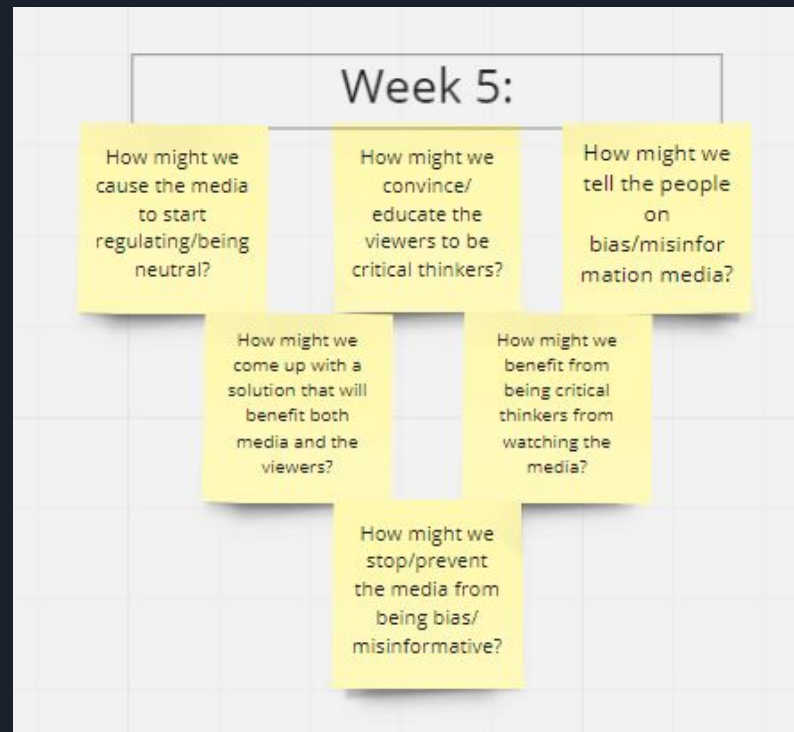 Week 5:
How might we
cause the media
to start
regulating/being
neutral?
How might we
convince/
educate the
viewers to be
critical thinkers?
How might we
tell the people
on
bias/misinfor
mation media?
How might we
come up with a
solution that will
benefit both
media and the
viewers?
How might we
benefit from
being critical
thinkers from
watching the
media?
How might we
stop/prevent
the media from
being bias/
misinformative?